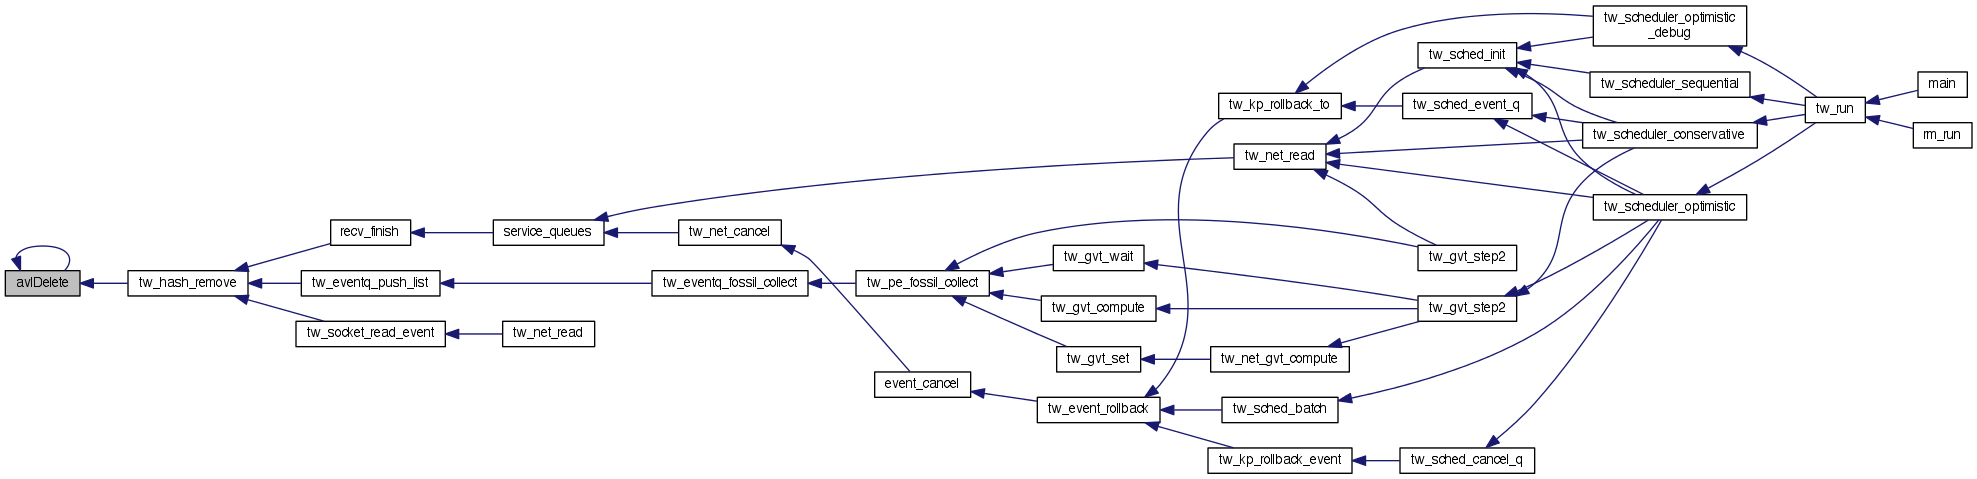 tw_scheduler_optimistic
_debug
tw_sched_init
tw_scheduler_sequential
main
tw_kp_rollback_to
tw_sched_event_q
tw_run
tw_scheduler_conservative
rm_run
tw_net_read
tw_scheduler_optimistic
recv_finish
service_queues
tw_net_cancel
tw_gvt_wait
tw_gvt_step2
avlDelete
tw_hash_remove
tw_eventq_push_list
tw_eventq_fossil_collect
tw_pe_fossil_collect
tw_gvt_compute
tw_gvt_step2
tw_socket_read_event
tw_net_read
tw_gvt_set
tw_net_gvt_compute
event_cancel
tw_event_rollback
tw_sched_batch
tw_kp_rollback_event
tw_sched_cancel_q